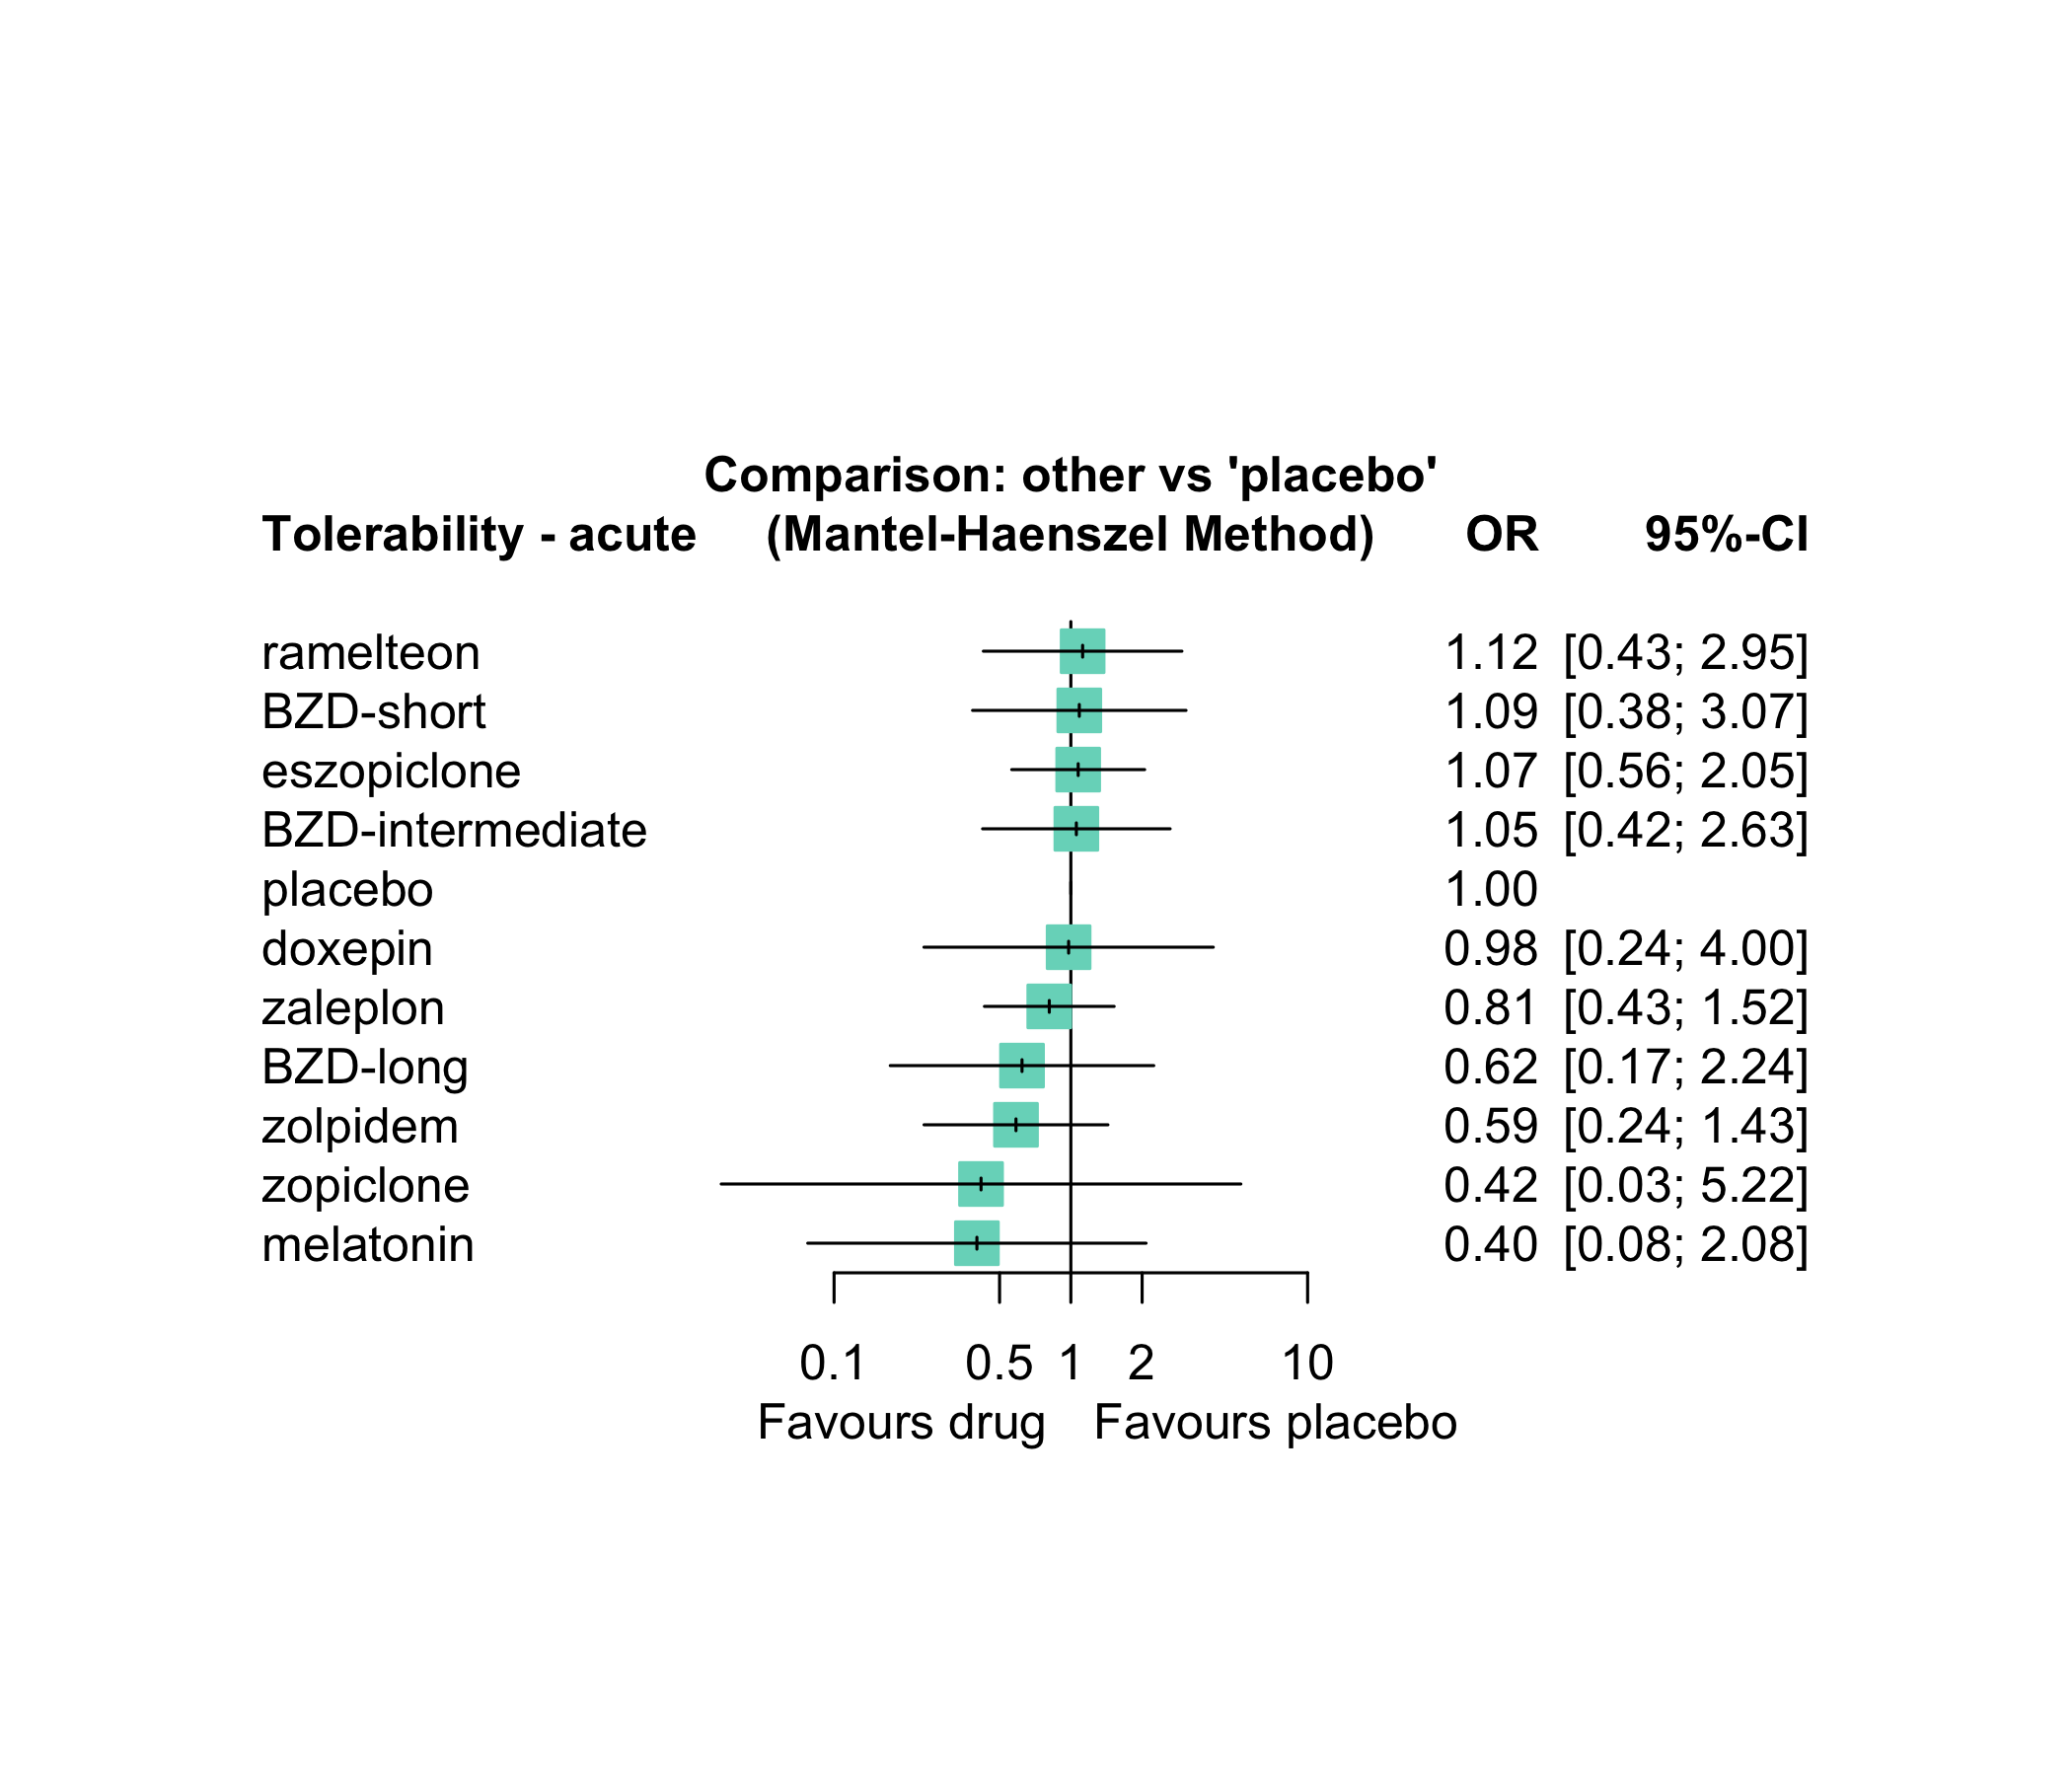 Comparison: other vs 'placebo'
Tolerability - acute (Mantel-Haenszel Method) OR 95%-CI
ramelteon 1.12 [0.43; 2.95]
BZD-short 1.09 [0.38; 3.07]
eszopiclone 1.07 [0.56; 2.05]
BZD-intermediate 1.05 [0.42; 2.63]
placebo 1.00
doxepin 0.98 [0.24; 4.00]
zaleplon 0.81 [0.43; 1.52]
BZD-long 0.62 [0.17; 2.24]
zolpidem 0.59 [0.24; 1.43]
zopiclone 0.42 [0.03; 5.22]
melatonin 0.40 [0.08; 2.08]
0.1 0.5 1 2 10
Favours drug Favours placebo